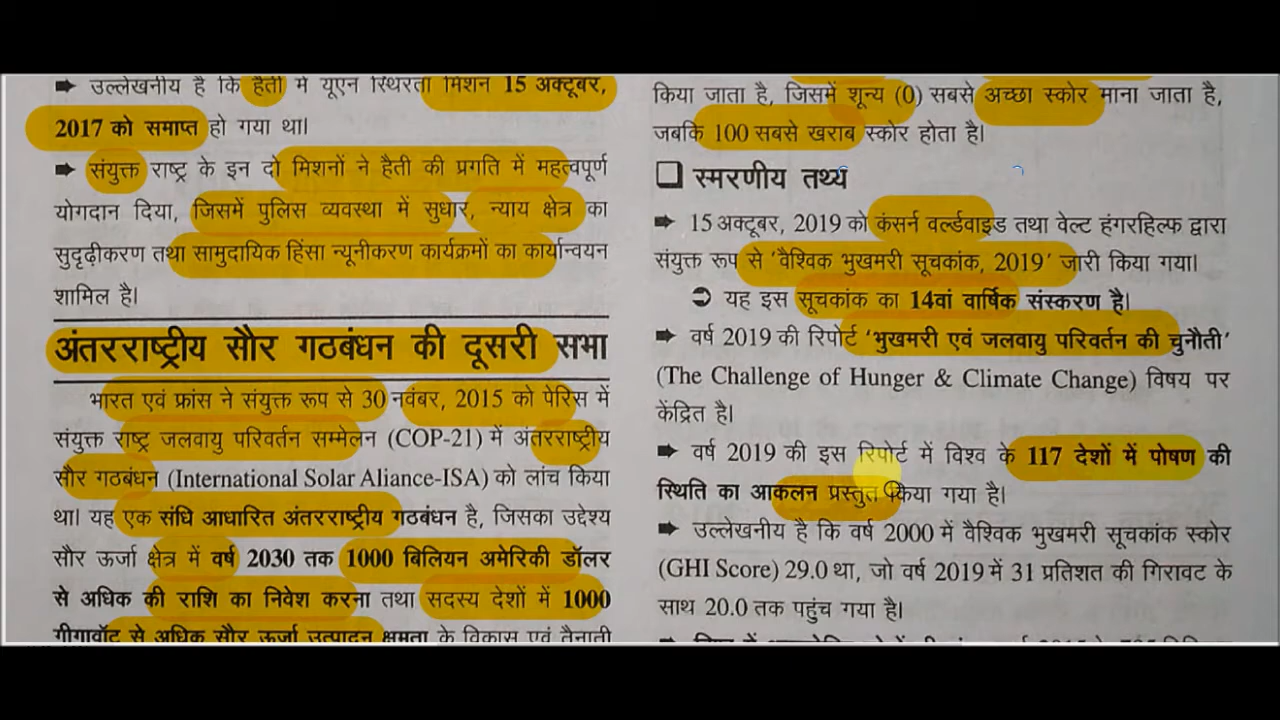 ➡ उल्लेखनीय है कि हैती में यूएन स्थिरता मिशन 15 अक्टूबर,
2017 को समाप्त हो गया था।
➡ संयुक्त राष्ट्र के इन दो मिशनों ने हैती की प्रगति में महत्वपूर्ण
योगदान दिया, जिसमें पुलिस व्यवस्था में सुधार, न्याय क्षेत्र का
सुदृढ़ीकरण तथा सामुदायिक हिंसा न्यूनीकरण कार्यक्रमों का कार्यान्वयन
शामिल है।
अंतरराष्ट्रीय सौर गठबंधन की दूसरी सभा
भारत एवं फ्रांस ने संयुक्त रूप से 30 नवंबर, 2015 को पेरिस में
संयुक्त राष्ट्र जलवायु परिवर्तन सम्मेलन (COP-21) में अंतरराष्ट्रीय
सौर गठबंधन (International Solar Aliance-ISA) को लांच किया
था। यह एक संधि आधारित अंतरराष्ट्रीय गठबंधन है, जिसका उद्देश्य
सौर ऊर्जा क्षेत्र में वर्ष 2030 तक 1000 बिलियन अमेरिकी डॉलर
से अधिक की राशि का निवेश करना तथा सदस्य देशों में 1000
गीगावॉट से अधिक सौर ऊर्जा उत्पादन क्षमता के विकास एवं तैनाती
किया जाता है, जिसमें शून्य (0) सबसे अच्छा स्कोर माना जाता है,
जबकि 100 सबसे खराब स्कोर होता है।
❑ स्मरणीय तथ्य
➡ 15 अक्टूबर, 2019 को कंसर्न वर्ल्डवाइड तथा वेल्ट हंगरहिल्फ द्वारा
संयुक्त रूप से 'वैश्विक भुखमरी सूचकांक, 2019' जारी किया गया।
➲ यह इस सूचकांक का 14वां वार्षिक संस्करण है।
➡ वर्ष 2019 की रिपोर्ट 'भुखमरी एवं जलवायु परिवर्तन की चुनौती'
(The Challenge of Hunger & Climate Change) विषय पर
केंद्रित है।
➡ वर्ष 2019 की इस रिपोर्ट में विश्व के 117 देशों में पोषण की
स्थिति का आकलन प्रस्तुत किया गया है।
➡ उल्लेखनीय है कि वर्ष 2000 में वैश्विक भुखमरी सूचकांक स्कोर
(GHI Score) 29.0 था, जो वर्ष 2019 में 31 प्रतिशत की गिरावट के
साथ 20.0 तक पहुंच गया है।